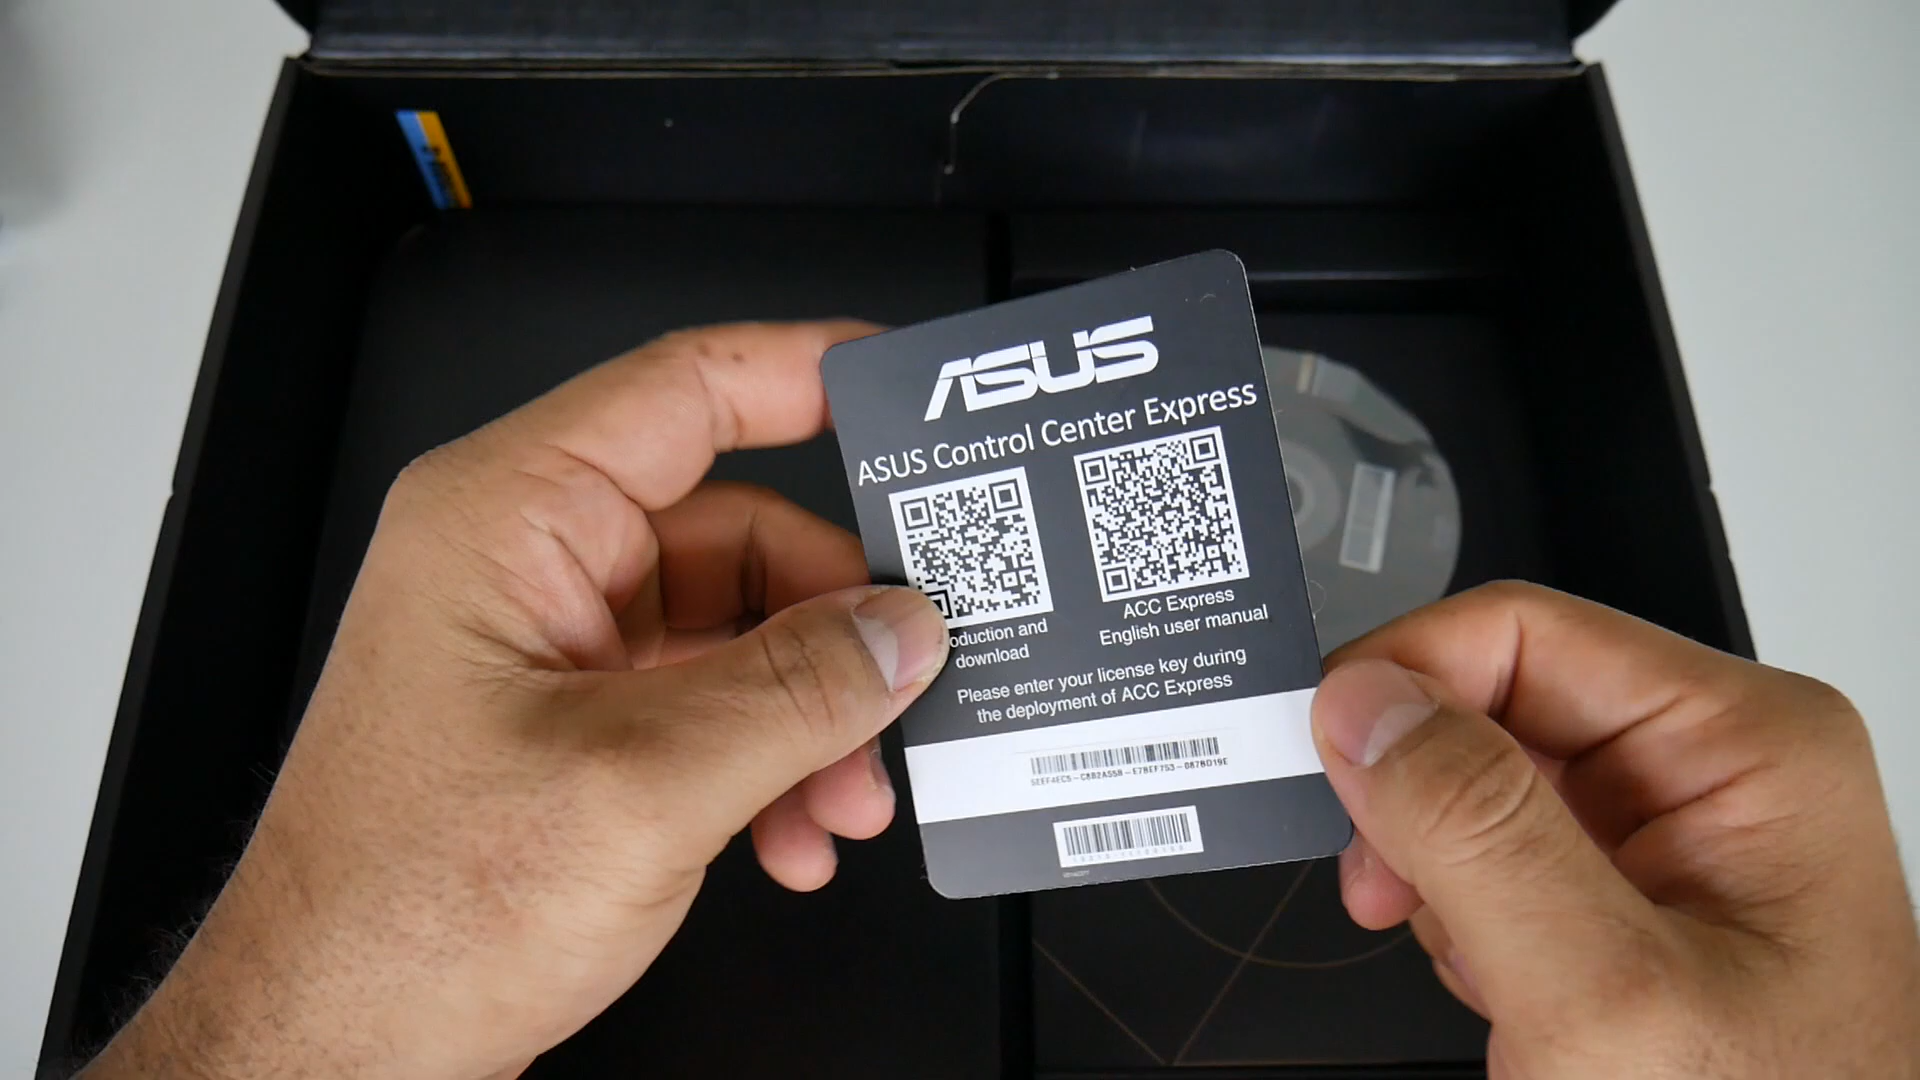 ASUS
ASUS Control Center Express
oduction and
download
ACC Express
English user manual
Please enter your license key during
the deployment of ACC Express